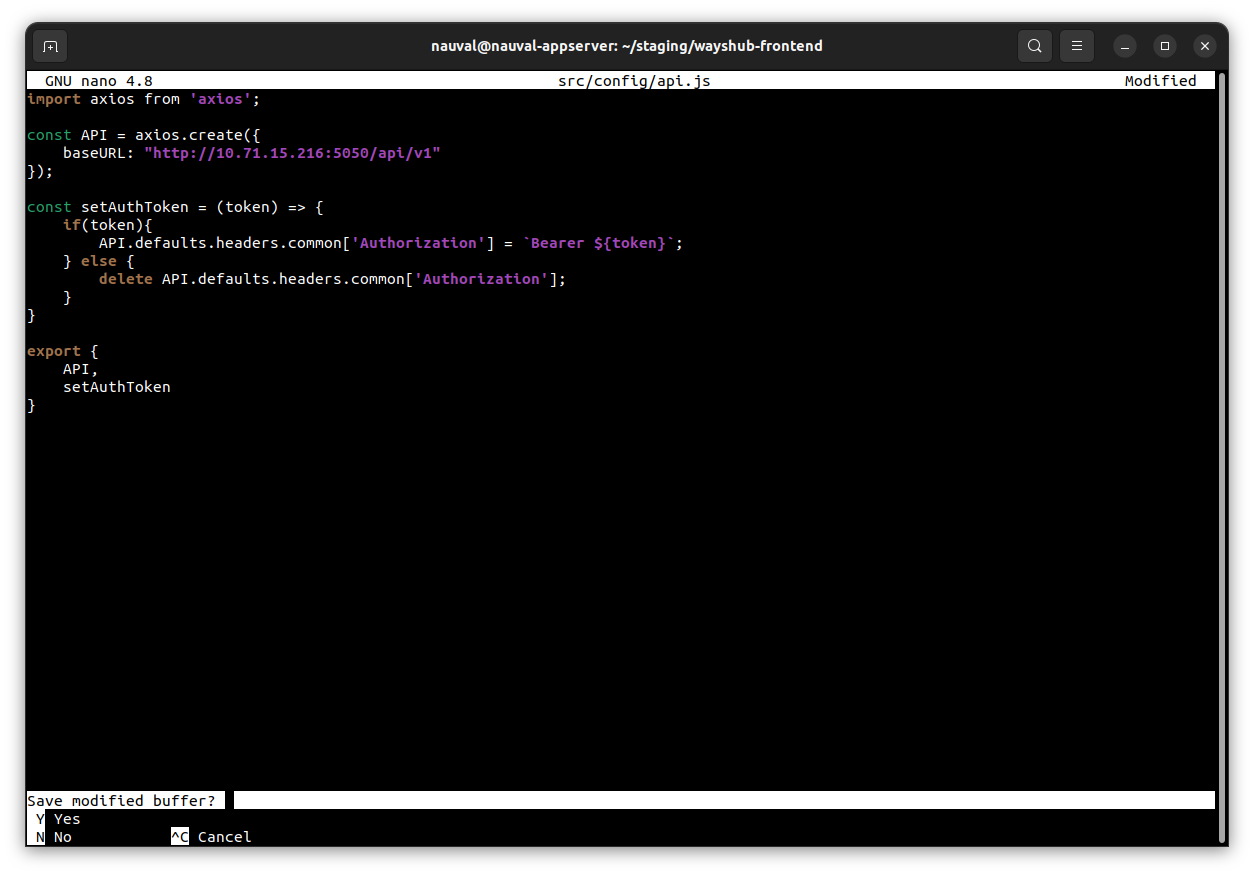 nauval@nauval-appserver: ~/staging/wayshub-frontend
GNU nano 4.8 src/config/api.js Modified
import axios from 'axios';
const API = axios.create({
    baseURL: "http://10.71.15.216:5050/api/v1"
});
const setAuthToken = (token) => {
    if(token){
        API.defaults.headers.common['Authorization'] = `Bearer ${token}`;
    } else {
        delete API.defaults.headers.common['Authorization'];
    }
}
export {
    API,
    setAuthToken
}
Save modified buffer?
Y Yes
N No ^C Cancel